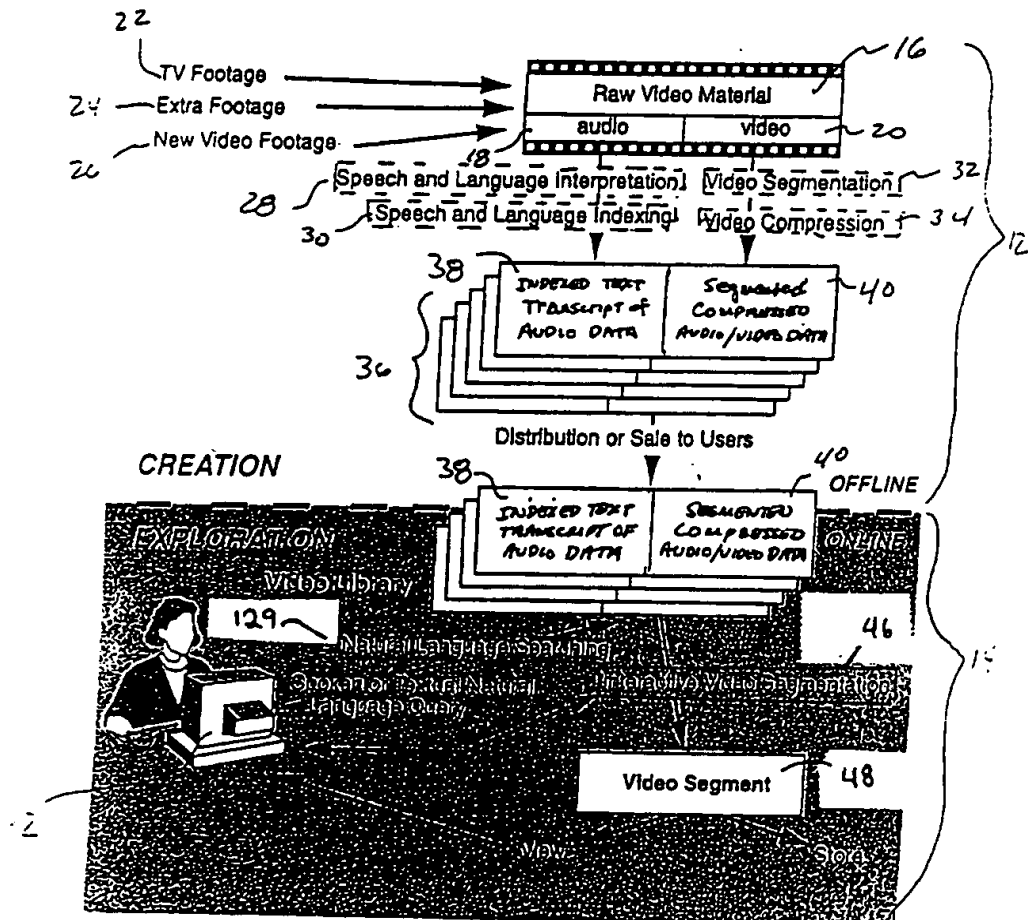 22
TV Footage
16
Raw Video Material
24
Extra Footage
audio
video
20
New Video Footage
26
18
Speech and Language Interpretation
Video Segmentation
32
28
Speech and Language Indexing
Video Compression
34
30
12
38
INDEXED TEXT
TRANSCRIPT of
AUDIO DATA
Segmented
COMPRESSED
AUDIO/VIDEO DATA
40
36
Distribution or Sale to Users
CREATION
38
40
OFFLINE
INDEXED TEXT
TRANSCRIPT OF
AUDIO DATA
SEGMENTED
COMPRESSED
AUDIO/VIDEO DATA
EXPLORATION
ONLINE
Video Library
129
Natural Language Searching
46
14
Spoken or Textual Natural
Language Query
Interactive Video Segmentation
Video Segment
48
View
Store